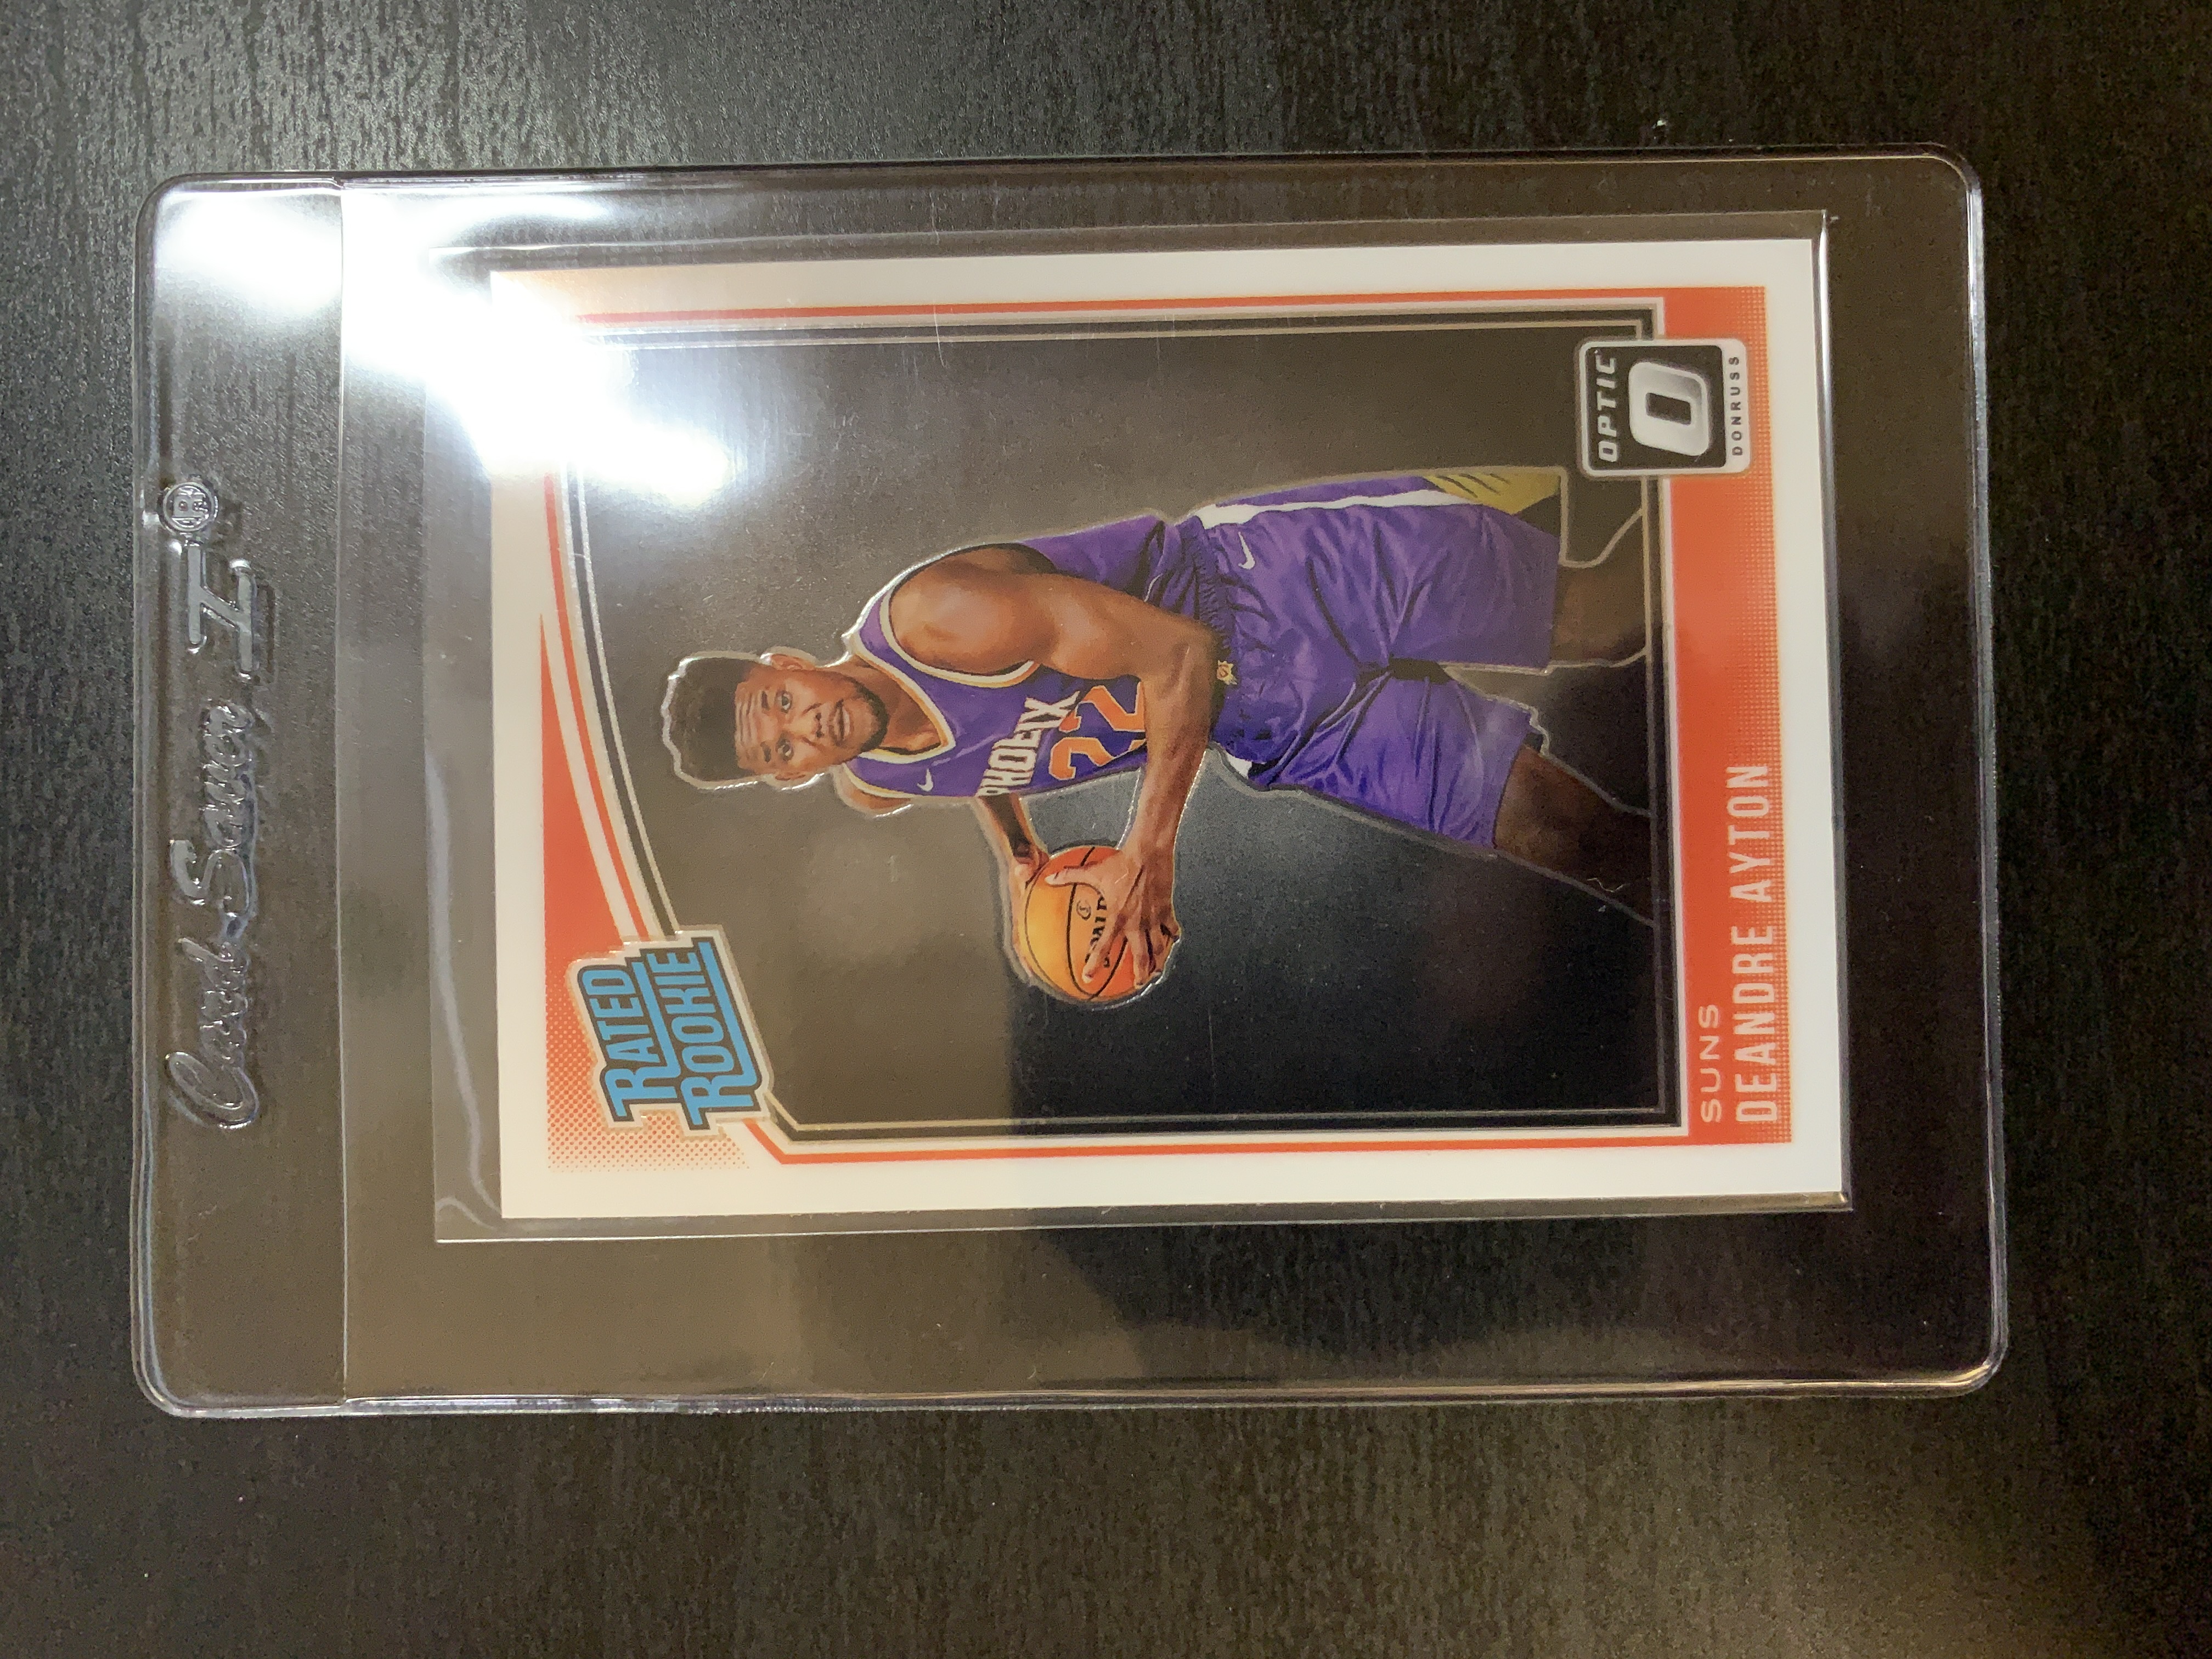 Card Saver I®
RATED
ROOKIE
PHOENIX
22
OPTIC
O
DONRUSS
SUNS
DEANDRE AYTON